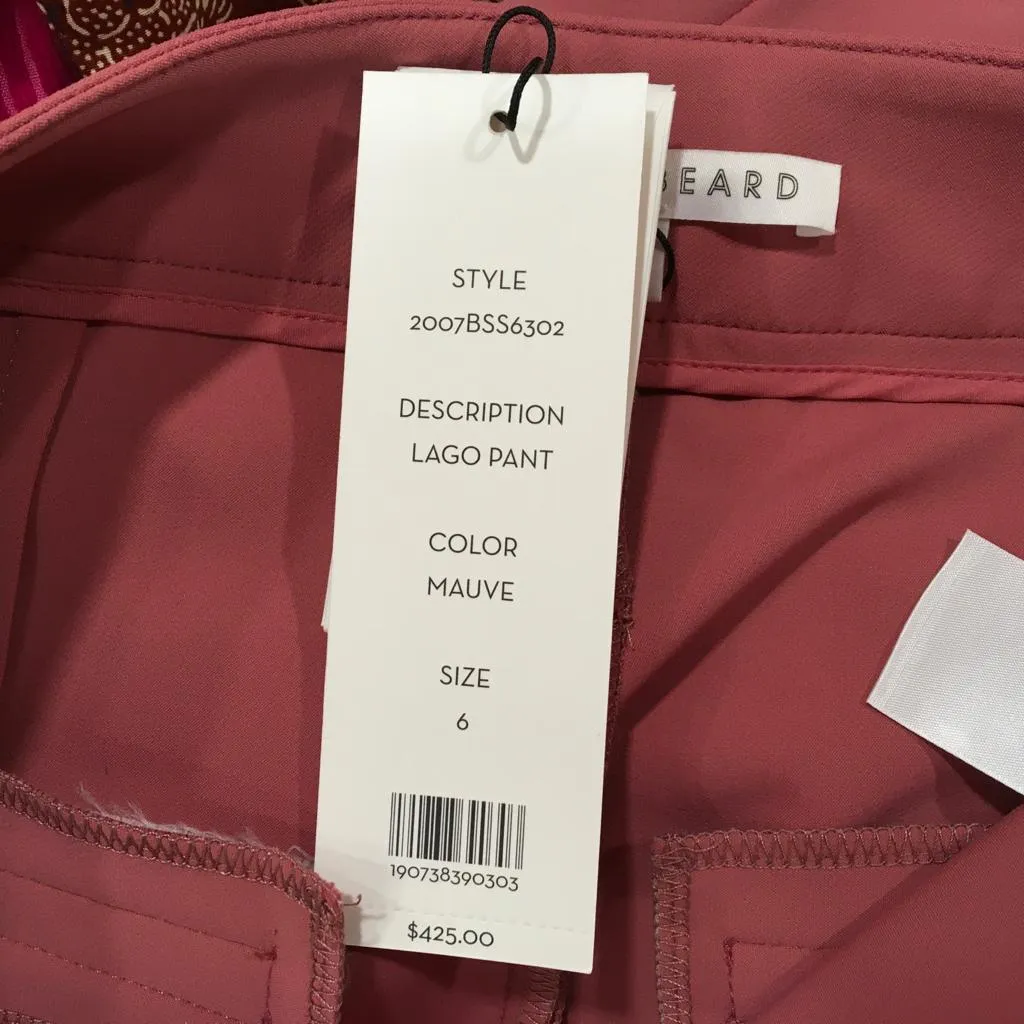 BEARD
STYLE
2007BSS6302
DESCRIPTION
LAGO PANT
COLOR
MAUVE
SIZE
6
190738390303
$425.00